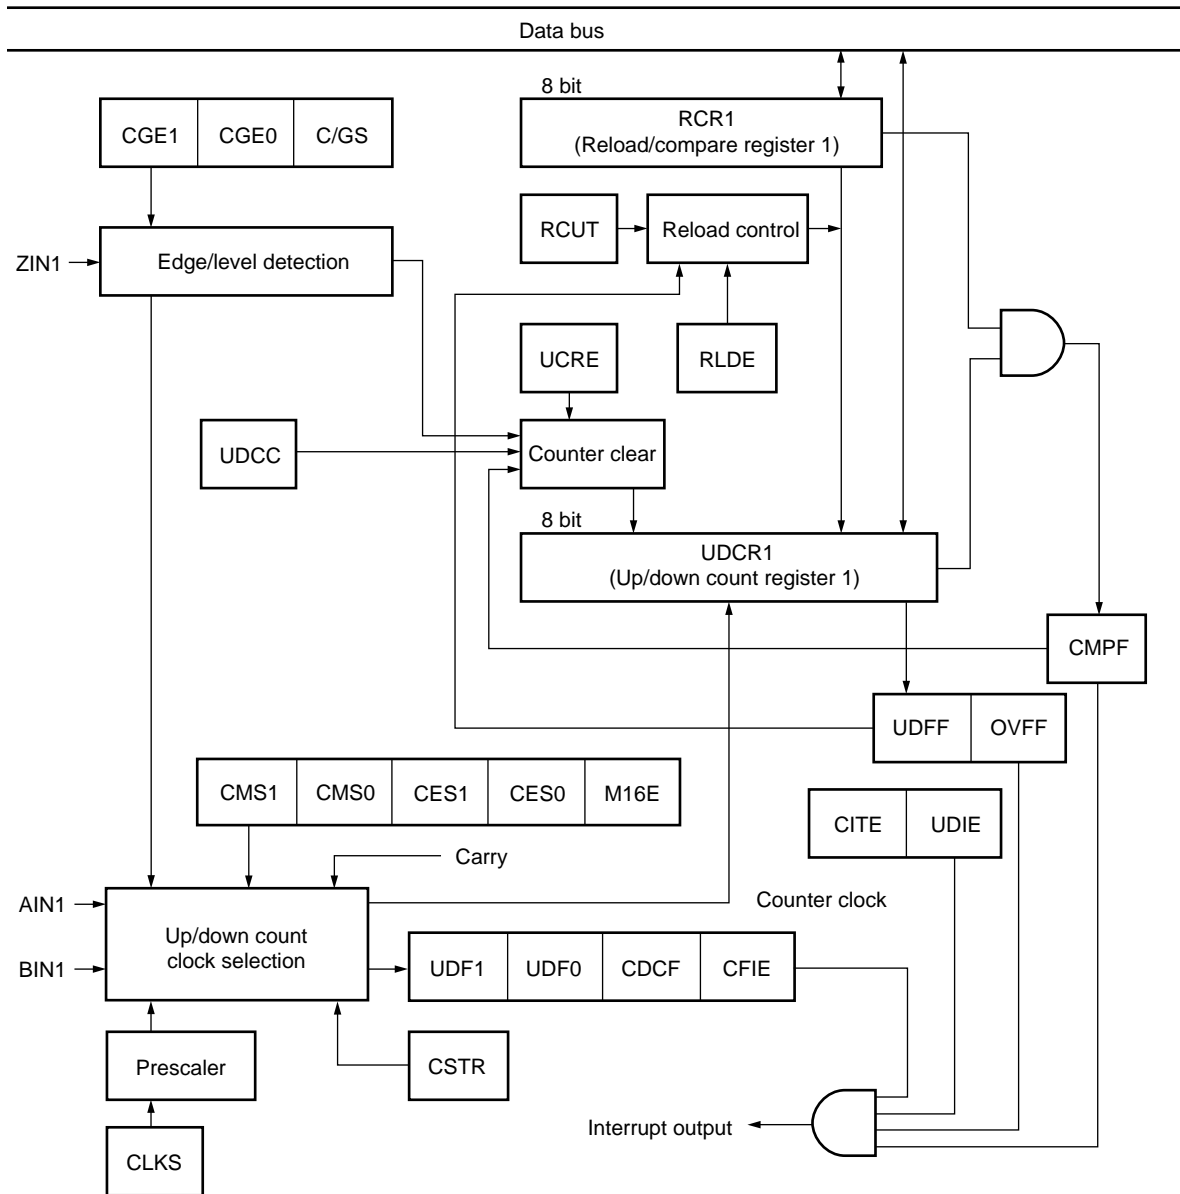 Data bus
8 bit
CGE1 CGE0 C/GS
RCR1
(Reload/compare register 1)
RCUT
Reload control
ZIN1
Edge/level detection
UCRE
RLDE
UDCC
Counter clear
8 bit
UDCR1
(Up/down count register 1)
CMPF
UDFF OVFF
CMS1 CMS0 CES1 CES0 M16E
CITE UDIE
Carry
AIN1
Counter clock
Up/down count
clock selection
BIN1
UDF1 UDF0 CDCF CFIE
Prescaler
CSTR
Interrupt output
CLKS